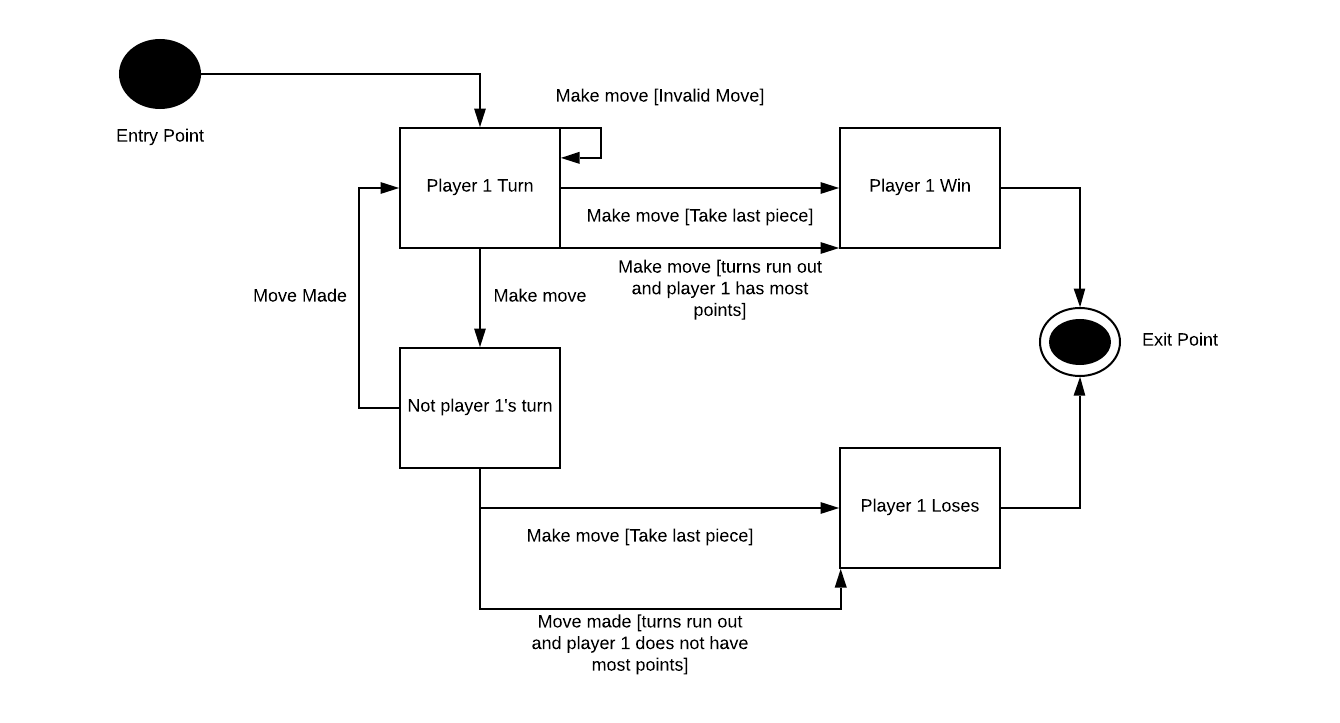 Make move [Invalid Move]
Entry Point
Player 1 Turn
Player 1 Win
Make move [Take last piece]
Make move [turns run out
and player 1 has most
points]
Move Made
Make move
Exit Point
Not player 1's turn
Player 1 Loses
Make move [Take last piece]
Move made [turns run out
and player 1 does not have
most points]